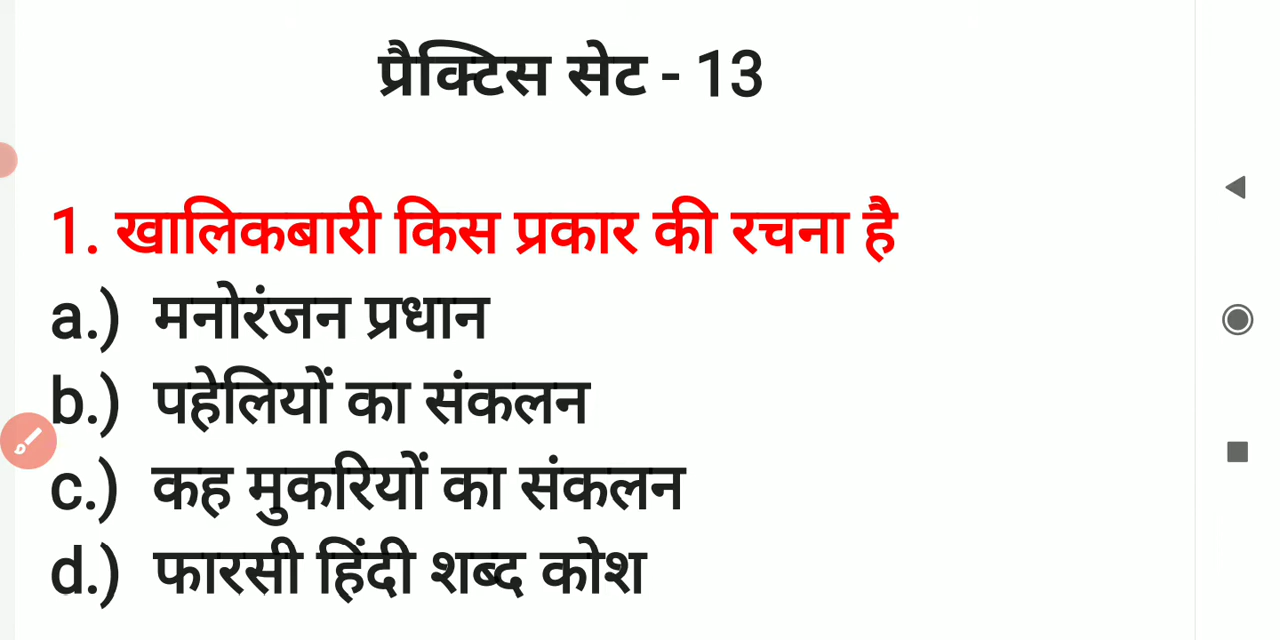 प्रैक्टिस सेट - 13
1. खालिकबारी किस प्रकार की रचना है
a.) मनोरंजन प्रधान
b.) पहेलियों का संकलन
c.) कह मुकरियों का संकलन
d.) फारसी हिंदी शब्द कोश